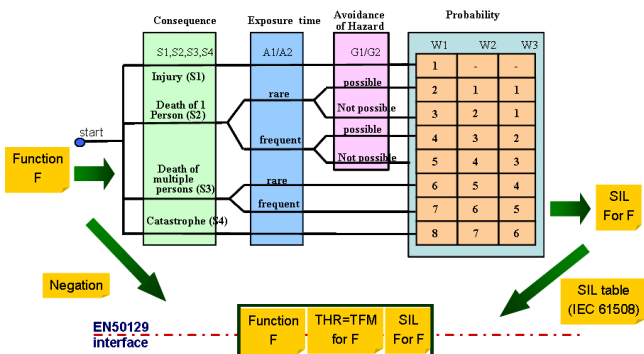 Consequence Exposure time Avoidance of Hazard Probability
S1,S2,S3,S4 A1/A2 G1/G2 W1 W2 W3
Injury (S1)
1 - -
rare possible
2 1 1
Death of 1
Person (S2)
Not possible
3 2 1
start
frequent possible
4 3 2
Not possible
5 4 3
Function
F
Death of
multiple
persons (S3)
rare
6 5 4
frequent
7 6 5
Catastrophe (S4)
8 7 6
SIL
For F
Negation
SIL table
(IEC 61508)
EN50129
interface
Function
F
THR=TFM
for F
SIL
For F